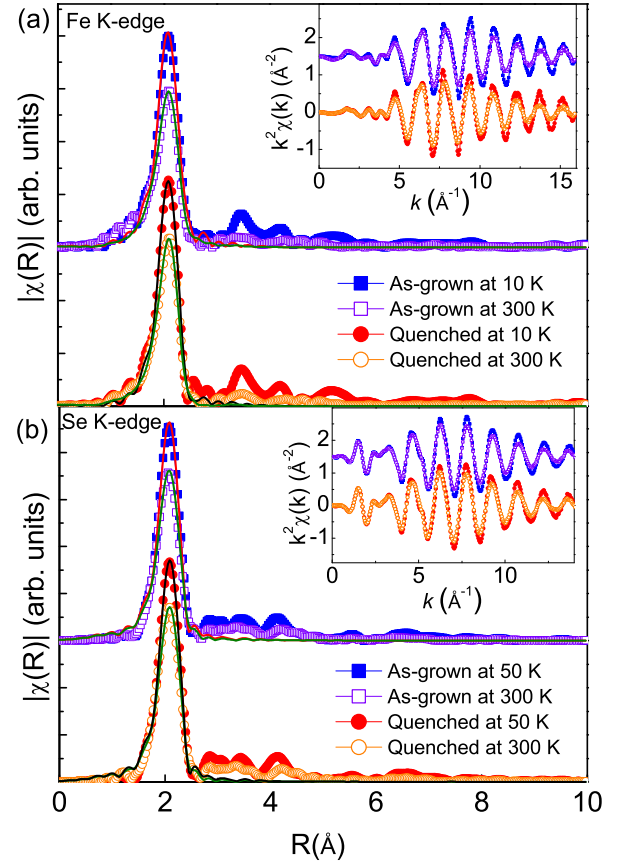 (a) Fe K-edge
k²χ(k) (Å⁻²)
2
1
0
-1
0 5 10 15
k (Å⁻¹)
|χ(R)| (arb. units)
As-grown at 10 K
As-grown at 300 K
Quenched at 10 K
Quenched at 300 K
(b) Se K-edge
k²χ(k) (Å⁻²)
2
1
0
-1
0 5 10
k (Å⁻¹)
|χ(R)| (arb. units)
As-grown at 50 K
As-grown at 300 K
Quenched at 50 K
Quenched at 300 K
0 2 4 6 8 10
R(Å)